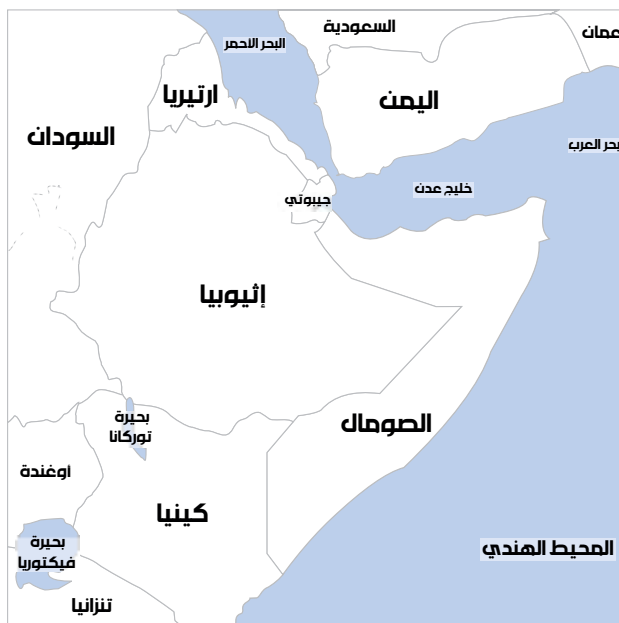 السعودية
عمان
البحر الاحمر
ارتيريا
اليمن
السودان
بحر العرب
خليج عدن
جيبوتي
إثيوبيا
بحيرة
توركانا
الصومال
اوغندة
كينيا
بحيرة
فيكتوريا
المحيط الهندي
تنزانيا